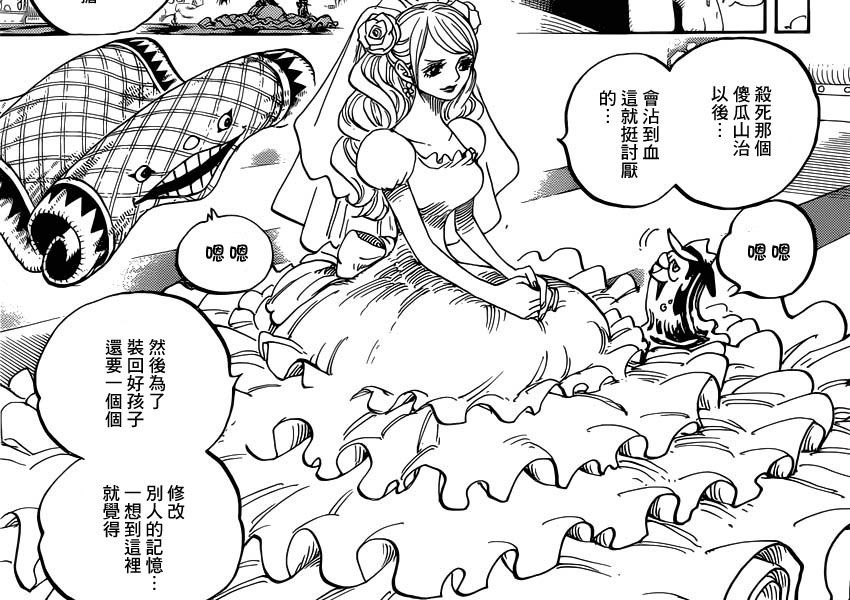 擔
殺死那個
傻瓜山治
以後…
會沾到血
這就挺討厭
的…
嗯嗯
嗯嗯
然後為了
裝回好孩子
還要一個個
修改
別人的記憶…
一想到這裡
就覺得